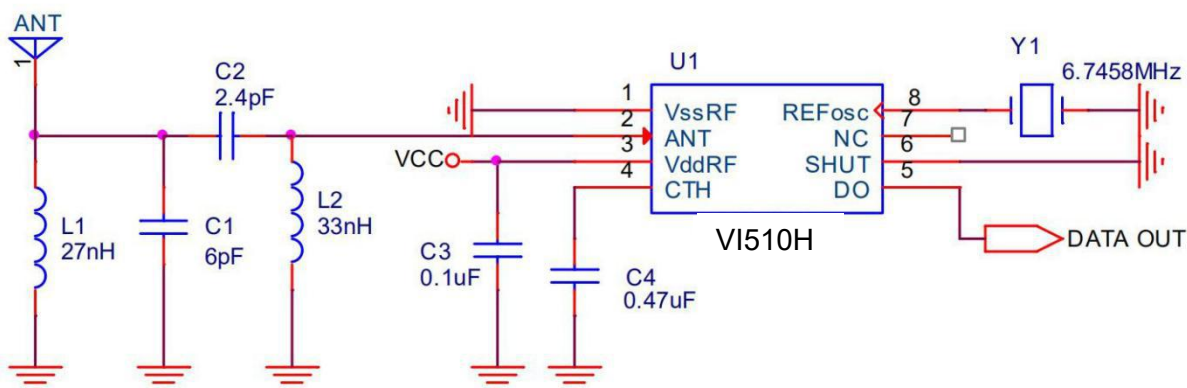 ANT
1
C2
2.4pF
L1
27nH
C1
6pF
L2
33nH
VCC
C3
0.1uF
C4
0.47uF
U1
1
2
3
4
VssRF
ANT
VddRF
CTH
REFosc
NC
SHUT
DO
8
7
6
5
VI510H
Y1
6.7458MHz
DATA OUT